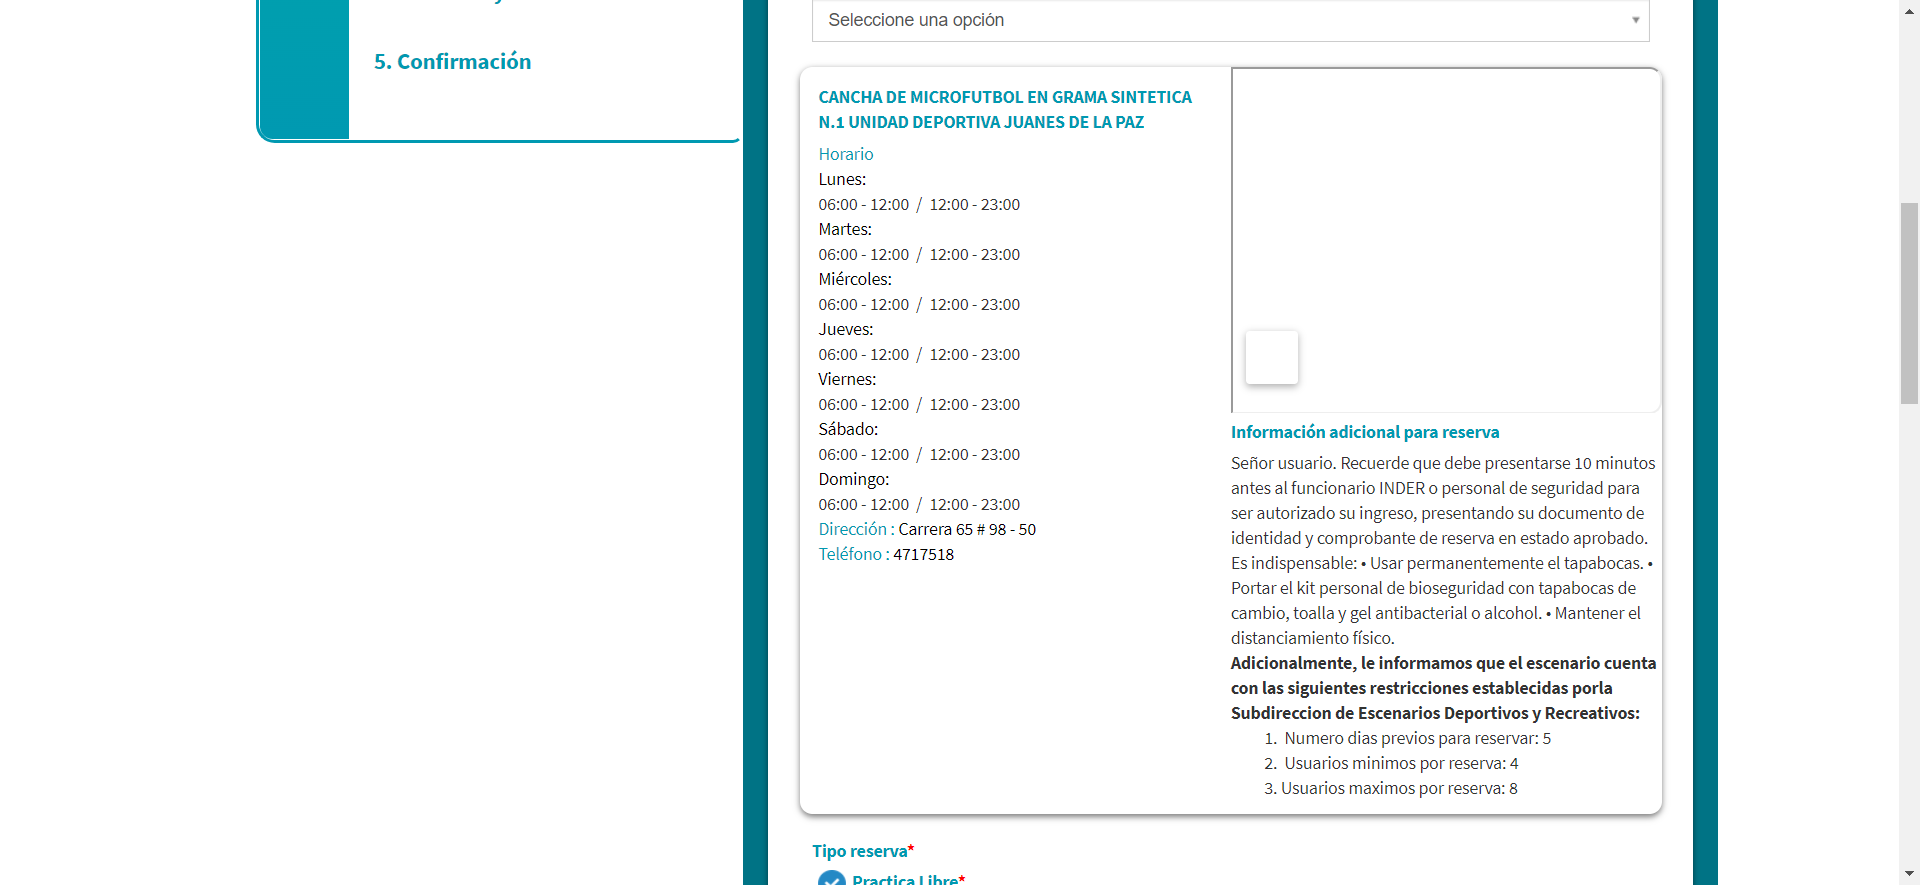 5. Confirmación
Seleccione una opción
CANCHA DE MICROFUTBOL EN GRAMA SINTETICA
N.1 UNIDAD DEPORTIVA JUANES DE LA PAZ
Horario
Lunes:
06:00 - 12:00 / 12:00 - 23:00
Martes:
06:00 - 12:00 / 12:00 - 23:00
Miércoles:
06:00 - 12:00 / 12:00 - 23:00
Jueves:
06:00 - 12:00 / 12:00 - 23:00
Viernes:
06:00 - 12:00 / 12:00 - 23:00
Sábado:
06:00 - 12:00 / 12:00 - 23:00
Domingo:
06:00 - 12:00 / 12:00 - 23:00
Dirección : Carrera 65 # 98 - 50
Teléfono : 4717518
Información adicional para reserva
Señor usuario. Recuerde que debe presentarse 10 minutos
antes al funcionario INDER o personal de seguridad para
ser autorizado su ingreso, presentando su documento de
identidad y comprobante de reserva en estado aprobado.
Es indispensable: • Usar permanentemente el tapabocas. •
Portar el kit personal de bioseguridad con tapabocas de
cambio, toalla y gel antibacterial o alcohol. • Mantener el
distanciamiento físico.
Adicionalmente, le informamos que el escenario cuenta
con las siguientes restricciones establecidas porla
Subdireccion de Escenarios Deportivos y Recreativos:
1. Numero dias previos para reservar: 5
2. Usuarios minimos por reserva: 4
3. Usuarios maximos por reserva: 8
Tipo reserva*
Practica Libre*